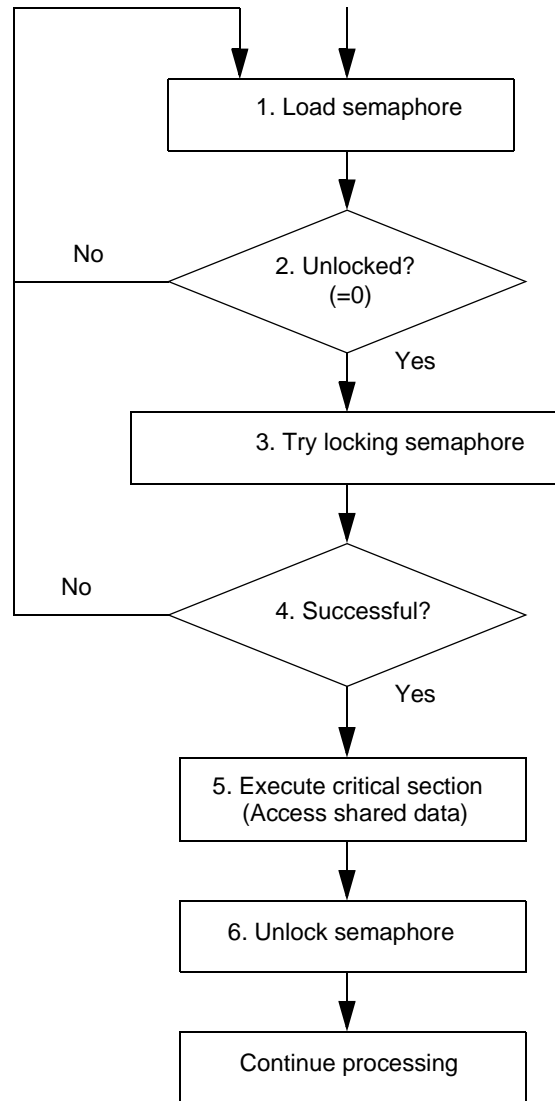 1. Load semaphore
No
2. Unlocked?
(=0)
Yes
3. Try locking semaphore
No
4. Successful?
Yes
5. Execute critical section
(Access shared data)
6. Unlock semaphore
Continue processing